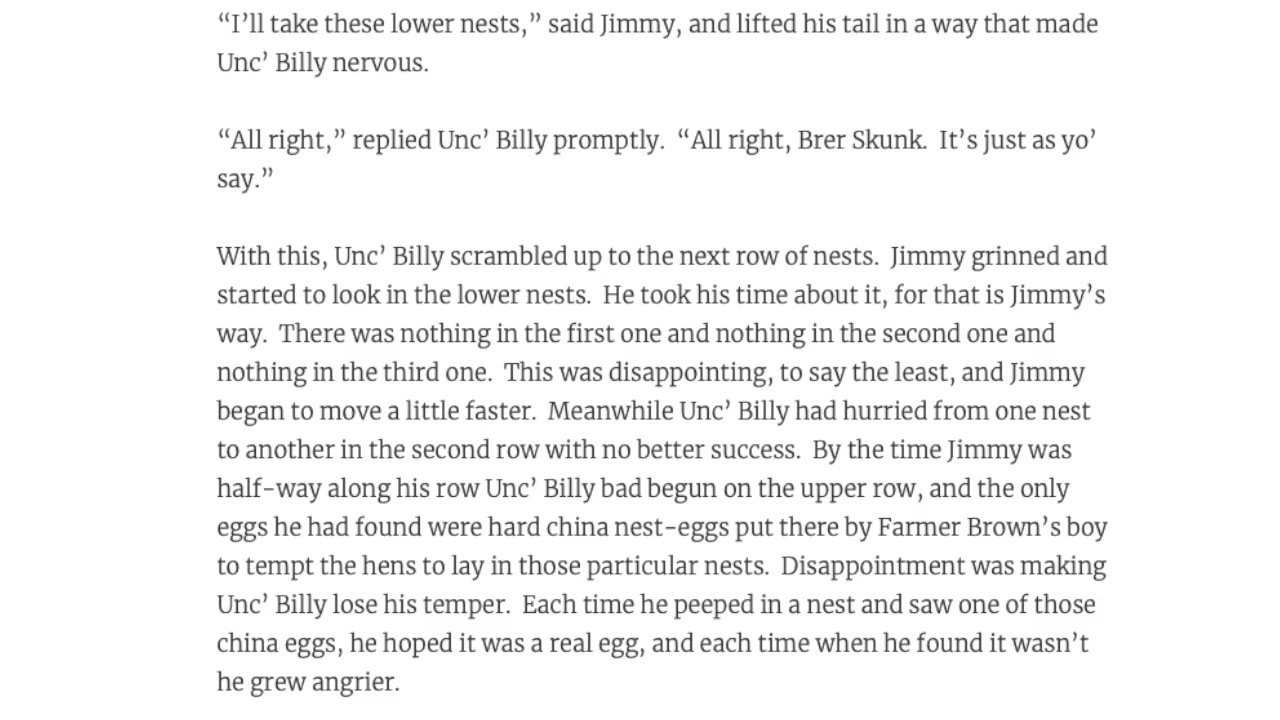 “I’ll take these lower nests,” said Jimmy, and lifted his tail in a way that made
Unc’ Billy nervous.
“All right,” replied Unc’ Billy promptly.  “All right, Brer Skunk.  It’s just as yo’
say.”
With this, Unc’ Billy scrambled up to the next row of nests.  Jimmy grinned and
started to look in the lower nests.  He took his time about it, for that is Jimmy’s
way.  There was nothing in the first one and nothing in the second one and
nothing in the third one.  This was disappointing, to say the least, and Jimmy
began to move a little faster.  Meanwhile Unc’ Billy had hurried from one nest
to another in the second row with no better success.  By the time Jimmy was
half-way along his row Unc’ Billy bad begun on the upper row, and the only
eggs he had found were hard china nest-eggs put there by Farmer Brown’s boy
to tempt the hens to lay in those particular nests.  Disappointment was making
Unc’ Billy lose his temper.  Each time he peeped in a nest and saw one of those
china eggs, he hoped it was a real egg, and each time when he found it wasn’t
he grew angrier.